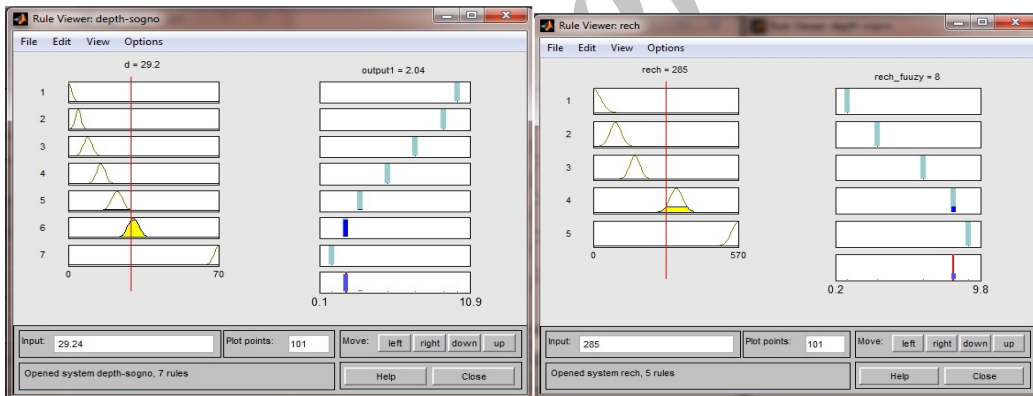 Rule Viewer: depth-sogno
File Edit View Options
d = 29.2
output1 = 2.04
1
2
3
4
5
6
7
0
70
0.1
10.9
Input: 29.24
Plot points: 101
Move: left right down up
Opened system depth-sogno, 7 rules
Help
Close
Rule Viewer: rech
File Edit View Options
rech = 285
rech_fuuzy = 8
1
2
3
4
5
0
570
0.2
9.8
Input: 285
Plot points: 101
Move: left right down up
Opened system rech, 5 rules
Help
Close